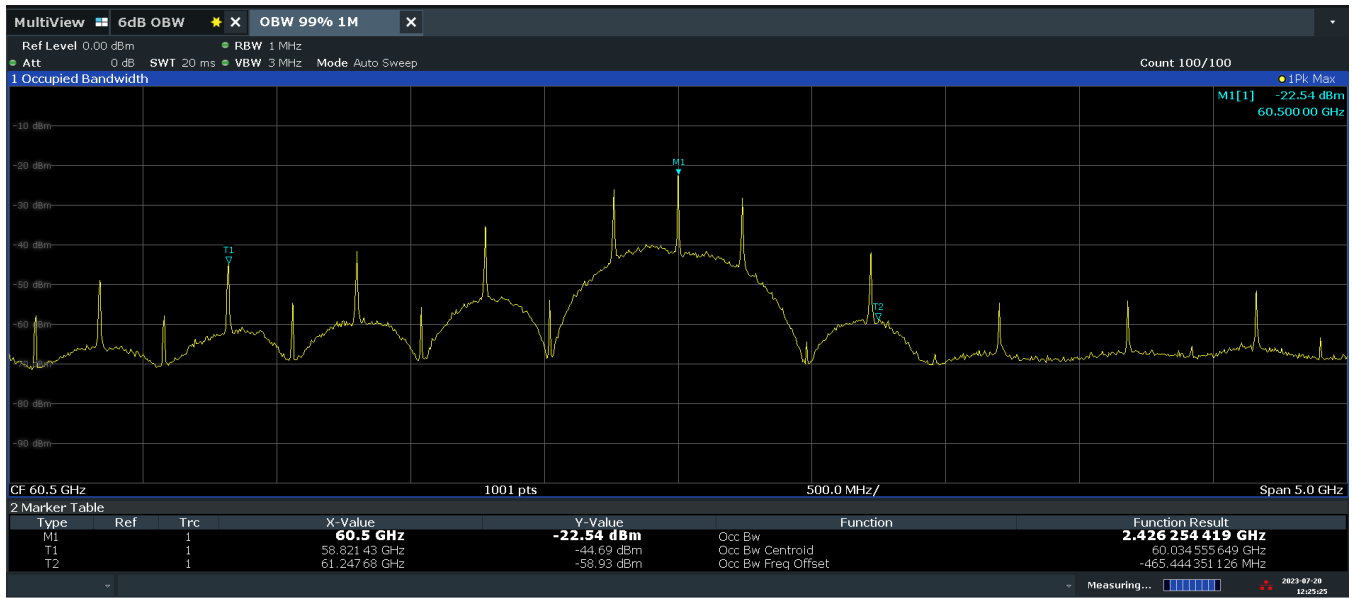 MultiView 6dB OBW OBW 99% 1M
Ref Level 0.00 dBm RBW 1 MHz
Att 0 dB SWT 20 ms VBW 3 MHz Mode Auto Sweep Count 100/100
1 Occupied Bandwidth 1Pk Max
M1[1] -22.54 dBm
60.500 00 GHz
-10 dBm
-20 dBm
M1
-30 dBm
-40 dBm
T1
-50 dBm
T2
-60 dBm
-70 dBm
-80 dBm
-90 dBm
CF 60.5 GHz 1001 pts 500.0 MHz/ Span 5.0 GHz
2 Marker Table
Type Ref Trc X-Value Y-Value Function Function Result
M1 1 60.5 GHz -22.54 dBm Occ Bw 2.426 254 419 GHz
T1 1 58.821 43 GHz -44.69 dBm Occ Bw Centroid 60.034 555 649 GHz
T2 1 61.247 68 GHz -58.93 dBm Occ Bw Freq Offset -465.444 351 126 MHz
Measuring... 2023-07-20
12:25:25